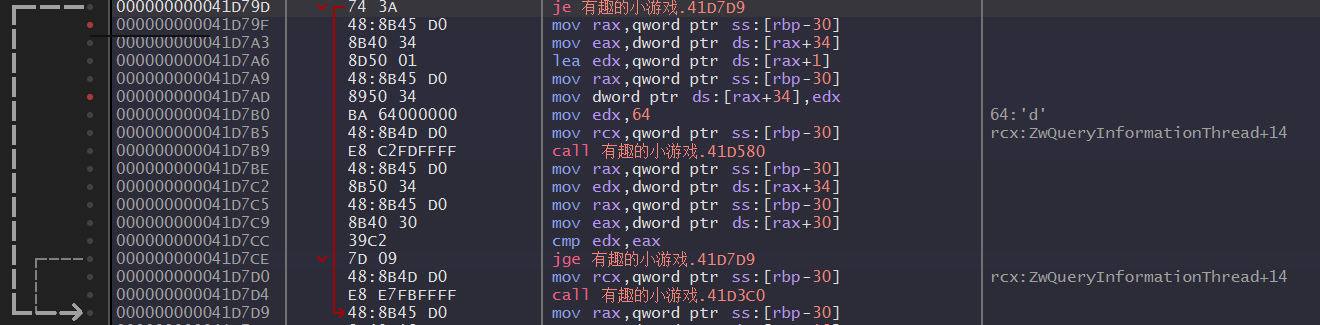 000000000041D79D 74 3A je 有趣的小游戏.41D7D9
000000000041D79F 48:8B45 D0 mov rax,qword ptr ss:[rbp-30]
000000000041D7A3 8B40 34 mov eax,dword ptr ds:[rax+34]
000000000041D7A6 8D50 01 lea edx,qword ptr ds:[rax+1]
000000000041D7A9 48:8B45 D0 mov rax,qword ptr ss:[rbp-30]
000000000041D7AD 8950 34 mov dword ptr ds:[rax+34],edx
000000000041D7B0 BA 64000000 mov edx,64 64:'d'
000000000041D7B5 48:8B4D D0 mov rcx,qword ptr ss:[rbp-30] rcx:ZwQueryInformationThread+14
000000000041D7B9 E8 C2FDFFFF call 有趣的小游戏.41D580
000000000041D7BE 48:8B45 D0 mov rax,qword ptr ss:[rbp-30]
000000000041D7C2 8B50 34 mov edx,dword ptr ds:[rax+34]
000000000041D7C5 48:8B45 D0 mov rax,qword ptr ss:[rbp-30]
000000000041D7C9 8B40 30 mov eax,dword ptr ds:[rax+30]
000000000041D7CC 39C2 cmp edx,eax
000000000041D7CE 7D 09 jge 有趣的小游戏.41D7D9
000000000041D7D0 48:8B4D D0 mov rcx,qword ptr ss:[rbp-30] rcx:ZwQueryInformationThread+14
000000000041D7D4 E8 E7FBFFFF call 有趣的小游戏.41D3C0
000000000041D7D9 48:8B45 D0 mov rax,qword ptr ss:[rbp-30]